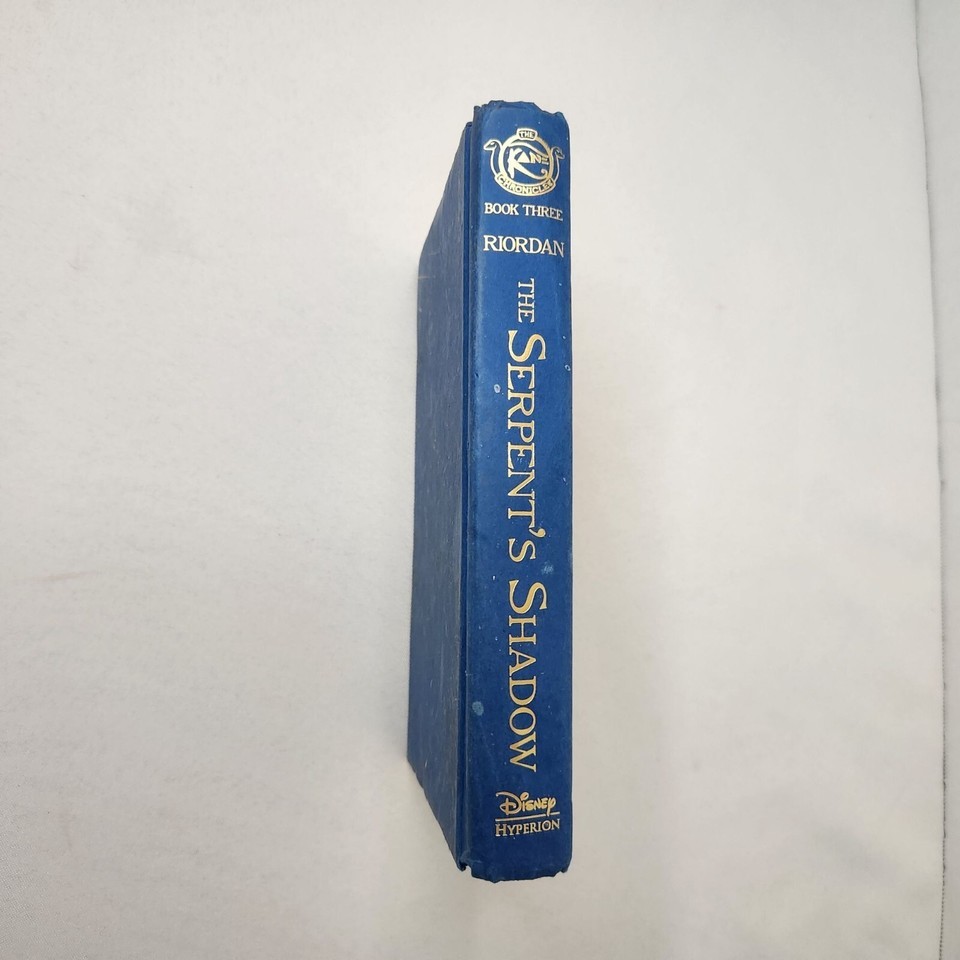 THE
KANE
CHRONICLES
BOOK THREE
RIORDAN
THE SERPENT'S SHADOW
DISNEY
HYPERION